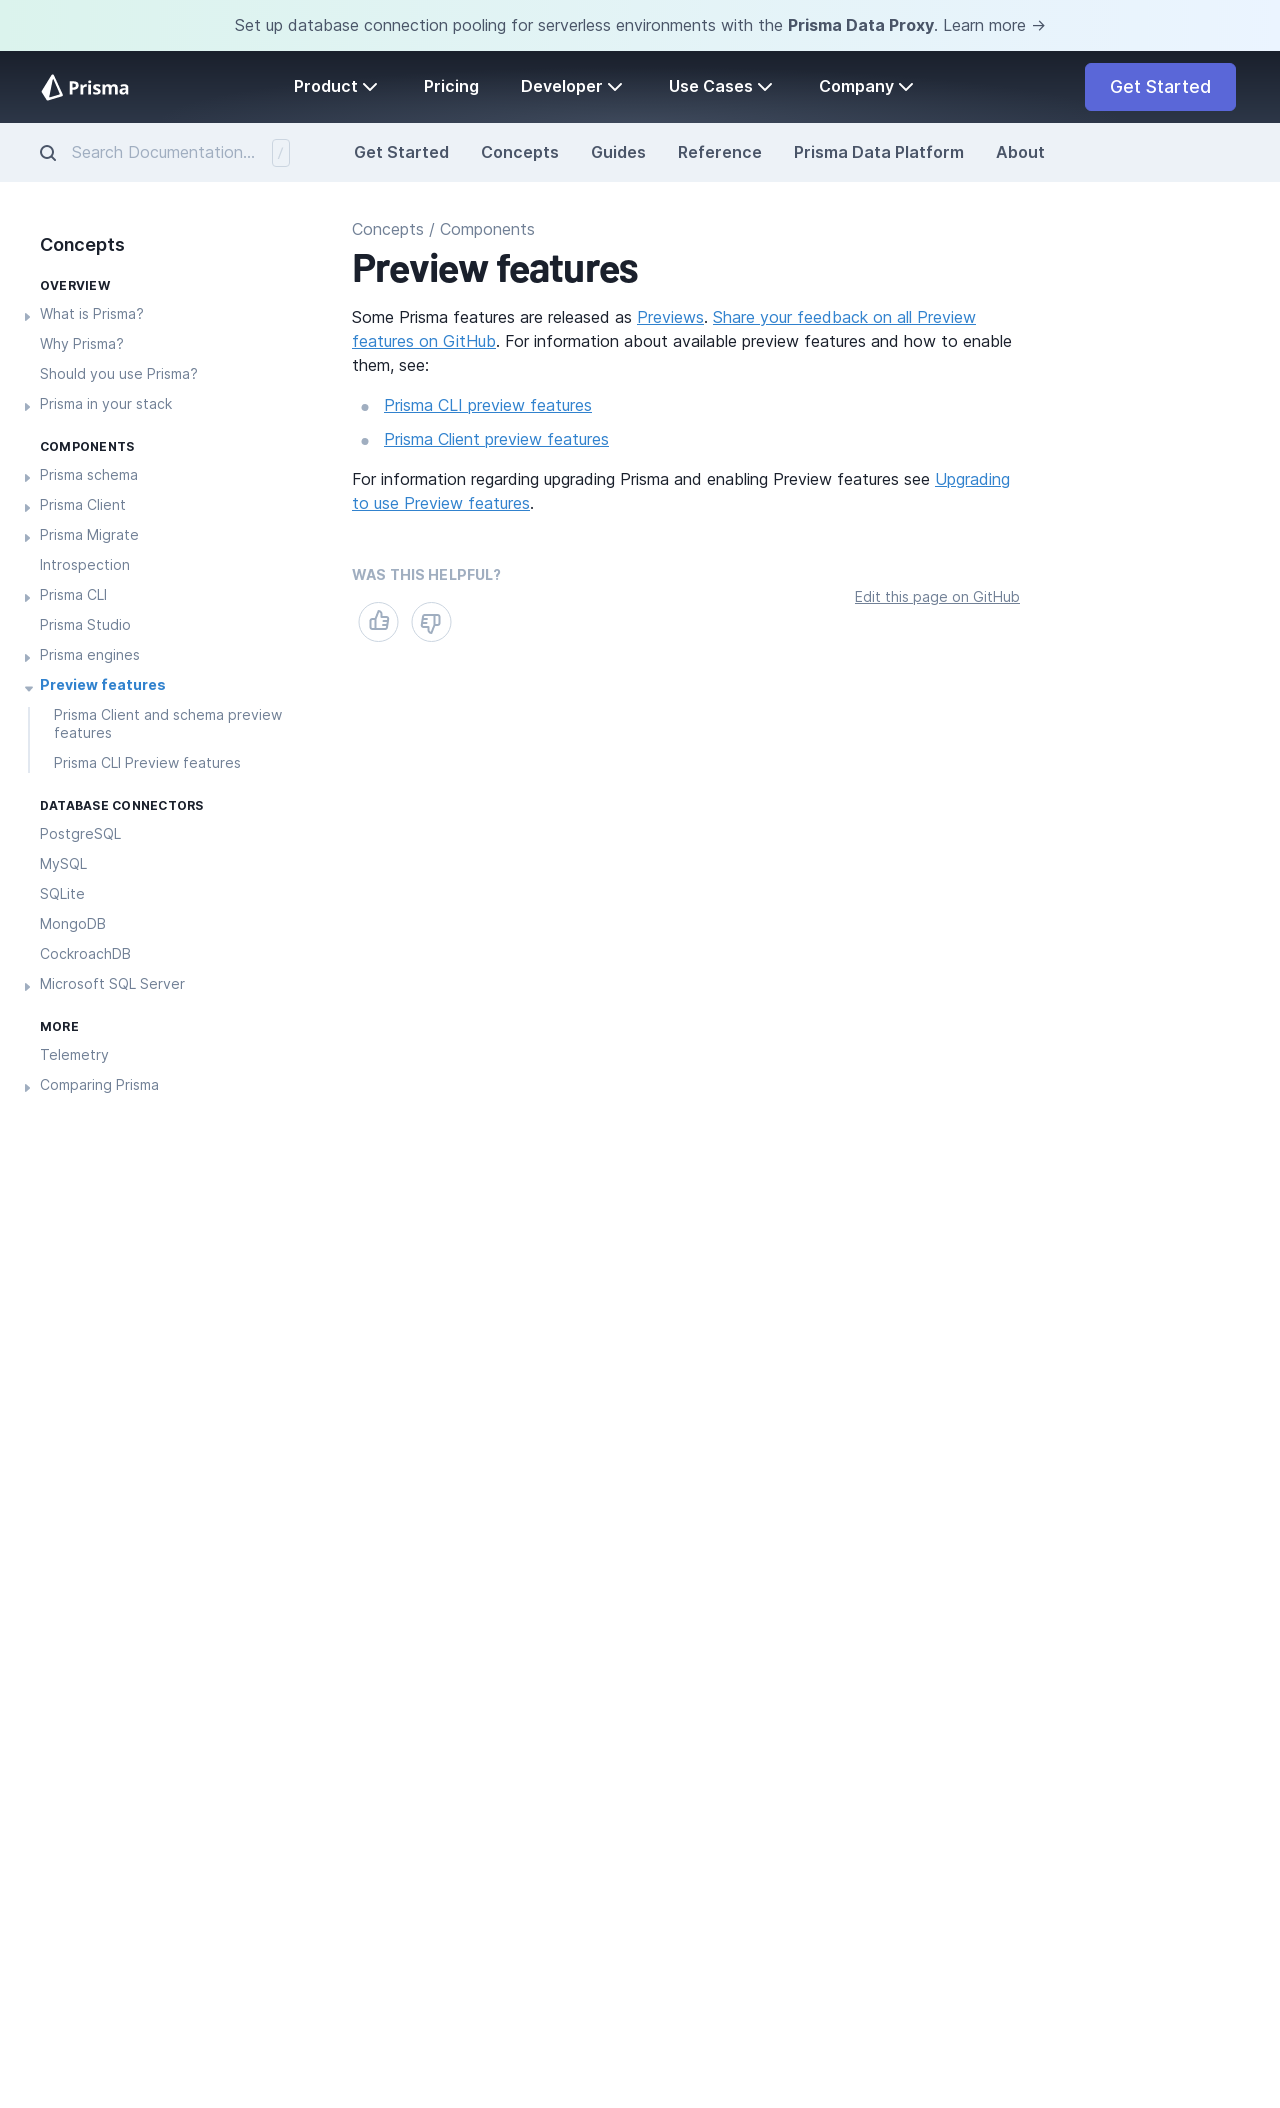 Set up database connection pooling for serverless environments with the Prisma Data Proxy. Learn more →
Prisma
Product
Pricing
Developer
Use Cases
Company
Get Started
Search Documentation...
/
Get Started
Concepts
Guides
Reference
Prisma Data Platform
About
Concepts
OVERVIEW
What is Prisma?
Why Prisma?
Should you use Prisma?
Prisma in your stack
COMPONENTS
Prisma schema
Prisma Client
Prisma Migrate
Introspection
Prisma CLI
Prisma Studio
Prisma engines
Preview features
Prisma Client and schema preview
features
Prisma CLI Preview features
DATABASE CONNECTORS
PostgreSQL
MySQL
SQLite
MongoDB
CockroachDB
Microsoft SQL Server
MORE
Telemetry
Comparing Prisma
Concepts / Components
Preview features
Some Prisma features are released as Previews. Share your feedback on all Preview
features on GitHub. For information about available preview features and how to enable
them, see:
Prisma CLI preview features
Prisma Client preview features
For information regarding upgrading Prisma and enabling Preview features see Upgrading
to use Preview features.
WAS THIS HELPFUL?
Edit this page on GitHub